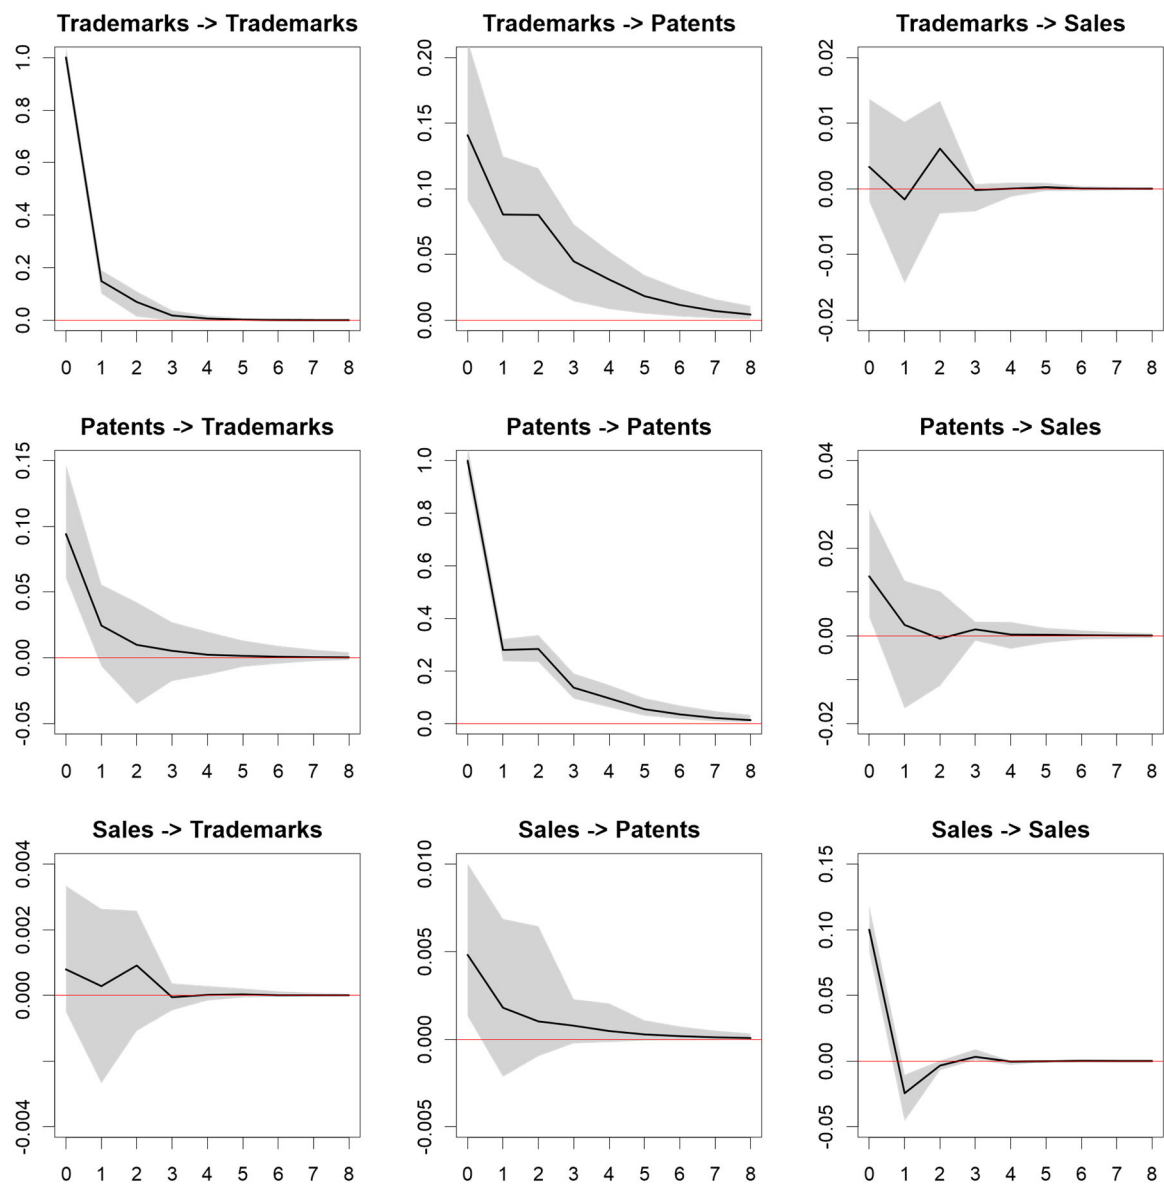 Trademarks -> Trademarks
1.0
0.8
0.6
0.4
0.2
0.0
0 1 2 3 4 5 6 7 8
Trademarks -> Patents
0.20
0.15
0.10
0.05
0.00
0 1 2 3 4 5 6 7 8
Trademarks -> Sales
0.02
0.01
0.00
-0.01
-0.02
0 1 2 3 4 5 6 7 8
Patents -> Trademarks
0.15
0.10
0.05
0.00
-0.05
0 1 2 3 4 5 6 7 8
Patents -> Patents
1.0
0.8
0.6
0.4
0.2
0.0
0 1 2 3 4 5 6 7 8
Patents -> Sales
0.04
0.02
0.00
-0.02
0 1 2 3 4 5 6 7 8
Sales -> Trademarks
0.004
0.002
0.000
-0.004
0 1 2 3 4 5 6 7 8
Sales -> Patents
0.010
0.005
0.000
-0.005
0 1 2 3 4 5 6 7 8
Sales -> Sales
0.15
0.10
0.05
0.00
-0.05
0 1 2 3 4 5 6 7 8